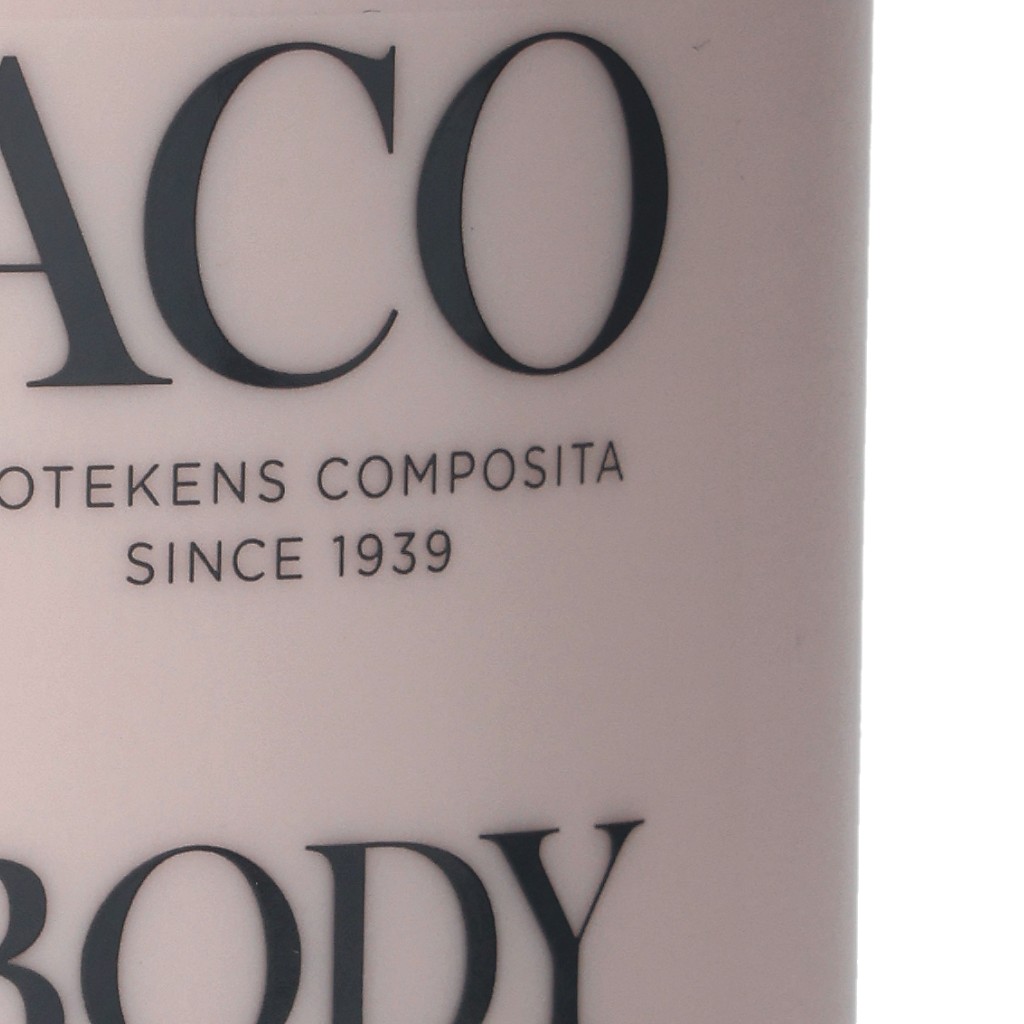 ACO
OTEKENS COMPOSITA
SINCE 1939
BODY